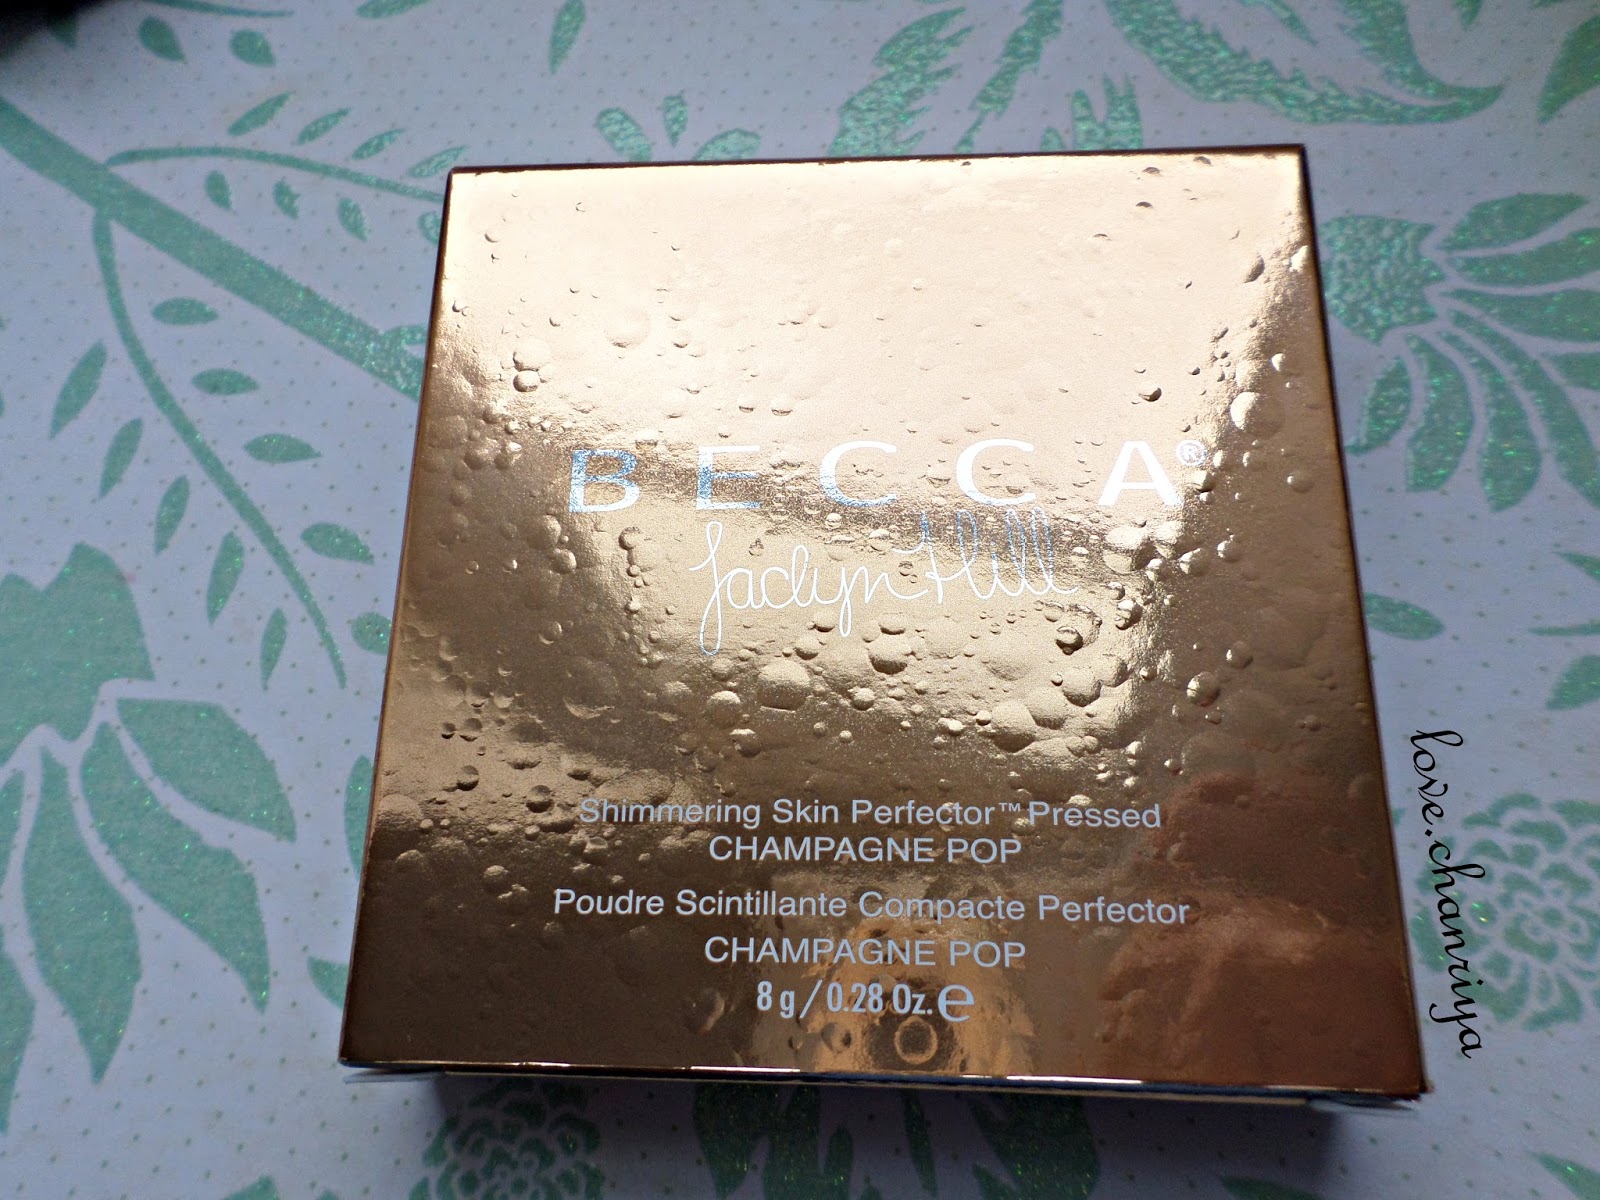 BECCA®
Jaclyn Hill
Shimmering Skin Perfector™ Pressed
CHAMPAGNE POP
Poudre Scintillante Compacte Perfector
CHAMPAGNE POP
8 g / 0.28 Oz. ℮
love.chanriya